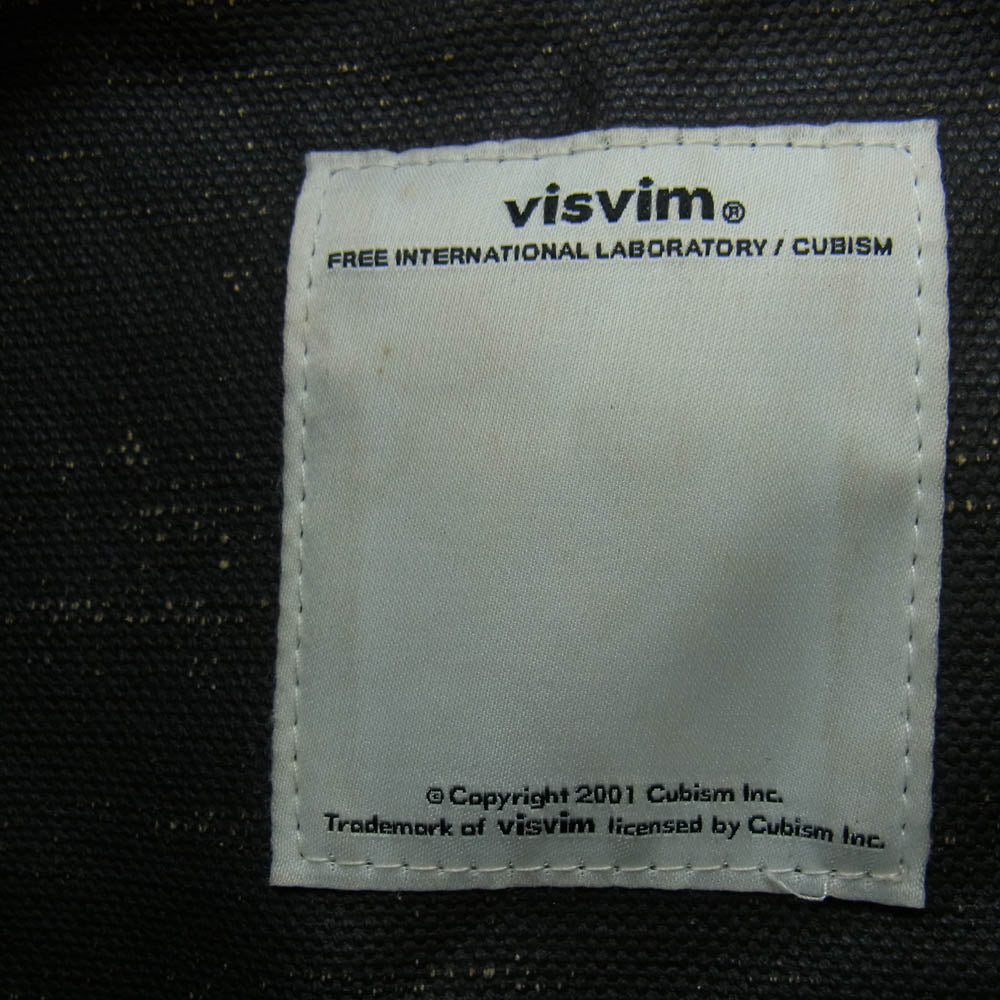 visvim®
FREE INTERNATIONAL LABORATORY / CUBISM
© Copyright 2001 Cubism Inc.
Trademark of visvim licensed by Cubism Inc.